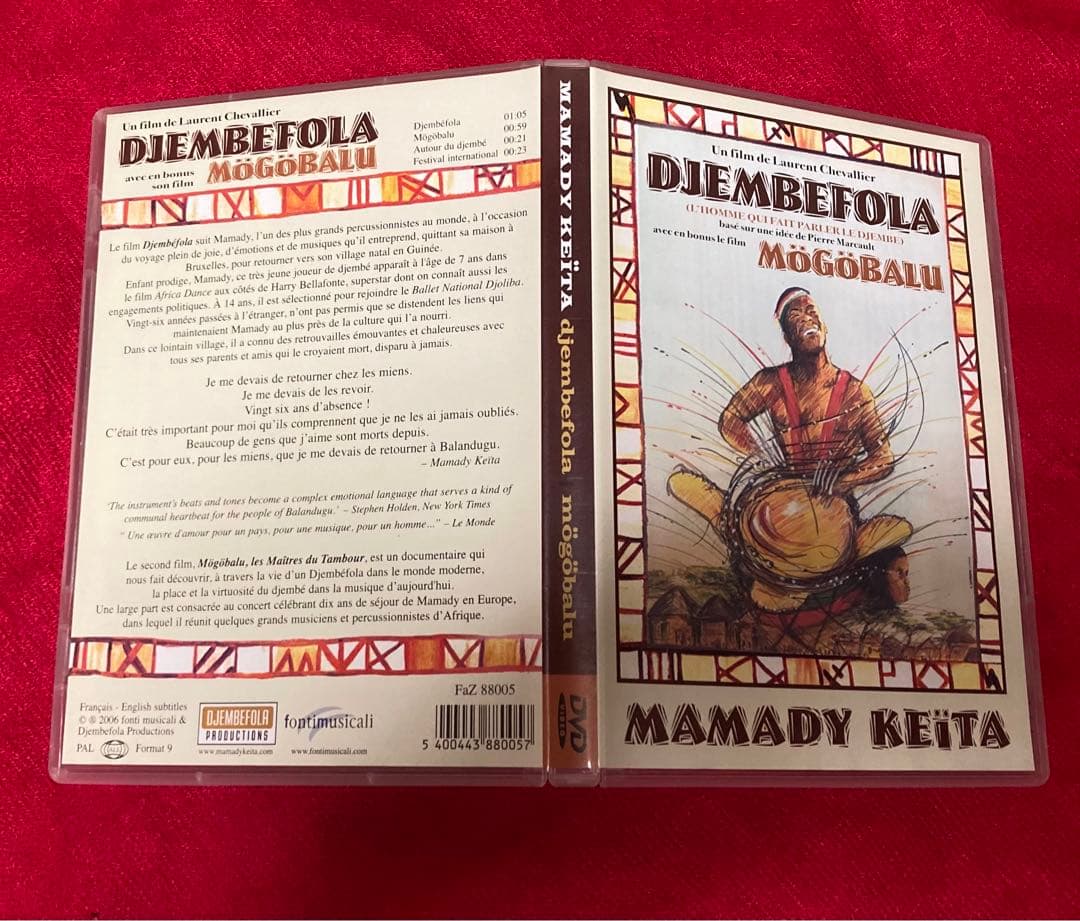 Un film de Laurent Chevallier
DJEMBEFOLA
avec en bonus
son film
MÖGÖBALU
Djembéfola 01:05
Mögöbalu 00:59
Autour du djembé 00:21
Festival international 00:23
Le film Djembéfola suit Mamady, l'un des plus grands percussionnistes au monde, à l'occasion
du voyage plein de joie, d'émotions et de musiques qu'il entreprend, quittant sa maison à
Bruxelles, pour retourner vers son village natal en Guinée.
Enfant prodige, Mamady, ce très jeune joueur de djembé apparaît à l'âge de 7 ans dans
le film Africa Dance aux côtés de Harry Bellafonte, superstar dont on connaît aussi les
engagements politiques. À 14 ans, il est sélectionné pour rejoindre le Ballet National Djoliba.
Vingt-six années passées à l'étranger, n'ont pas permis que se distendent les liens qui
maintenaient Mamady au plus près de la culture qui l'a nourri.
Dans ce lointain village, il a connu des retrouvailles émouvantes et chaleureuses avec
tous ses parents et amis qui le croyaient mort, disparu à jamais.
Je me devais de retourner chez les miens.
Je me devais de les revoir.
Vingt six ans d'absence !
C'était très important pour moi qu'ils comprennent que je ne les ai jamais oubliés.
Beaucoup de gens que j'aime sont morts depuis.
C'est pour eux, pour les miens, que je me devais de retourner à Balandugu.
– Mamady Keïta
'The instrument's beats and tones become a complex emotional language that serves a kind of
communal heartbeat for the people of Balandugu.' – Stephen Holden, New York Times
" Une œuvre d'amour pour un pays, pour une musique, pour un homme..." – Le Monde
Le second film, Mögöbalu, les Maîtres du Tambour, est un documentaire qui
nous fait découvrir, à travers la vie d'un Djembéfola dans le monde moderne,
la place et la virtuosité du djembé dans la musique d'aujourd'hui.
Une large part est consacrée au concert célébrant dix ans de séjour de Mamady en Europe,
dans lequel il réunit quelques grands musiciens et percussionnistes d'Afrique.
FaZ 88005
Français - English subtitles
© ® 2006 fonti musicali &
Djembefola Productions
PAL Format 9
DJEMBEFOLA
PRODUCTIONS
www.mamadykeita.com
fontimusicali
www.fontimusicali.com
5 400443 880057
MAMADY KEÏTA djembefola mögöbalu
DVD
VIDEO
Un film de Laurent Chevallier
DJEMBEFOLA
(L'HOMME QUI FAIT PARLER LE DJEMBE)
basé sur une idée de Pierre Marcault
avec en bonus le film
MÖGÖBALU
MAMADY KEÏTA